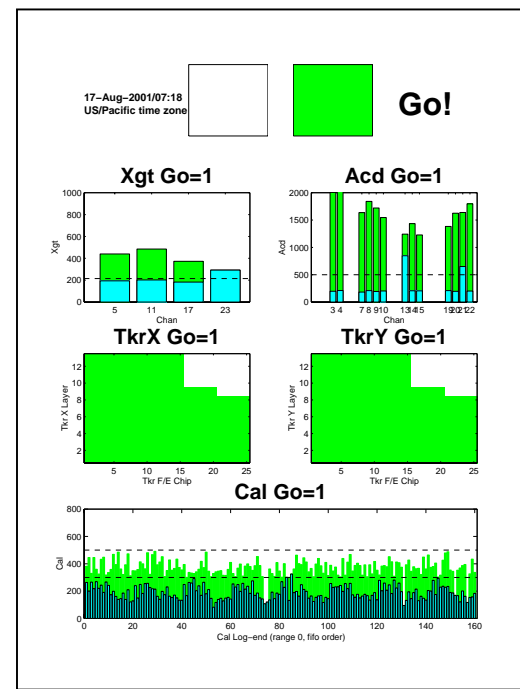 17-Aug-2001/07:18
US/Pacific time zone
Go!
Xgt Go=1
1000
800
600
400
200
0
Xgt
5 11 17 23
Chan
Acd Go=1
2000
1500
1000
500
0
Acd
3 4 7 8 9 10 13 14 15 19 20 21 22
Chan
TkrX Go=1
12
10
8
6
4
2
Tkr X Layer
5 10 15 20 25
Tkr F/E Chip
TkrY Go=1
12
10
8
6
4
2
Tkr Y Layer
5 10 15 20 25
Tkr F/E Chip
Cal Go=1
800
600
400
200
0
Cal
0 20 40 60 80 100 120 140 160
Cal Log-end (range 0, fifo order)